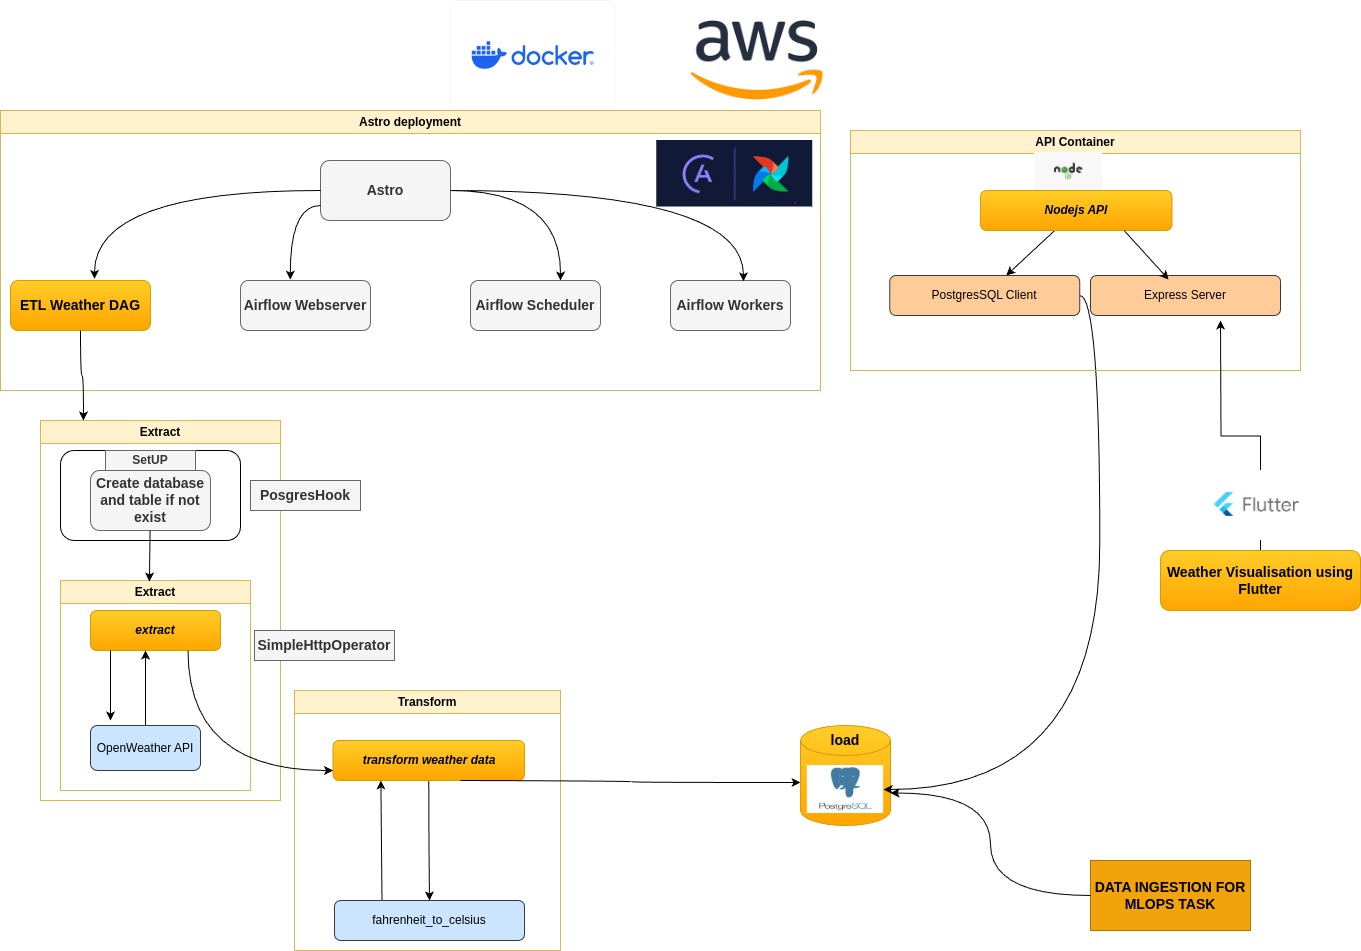 docker
aws
Astro deployment
Astro
ETL Weather DAG
Airflow Webserver
Airflow Scheduler
Airflow Workers
API Container
node
Nodejs API
PostgresSQL Client
Express Server
Extract
SetUP
Create database
and table if not
exist
PosgresHook
Extract
extract
SimpleHttpOperator
OpenWeather API
Flutter
Weather Visualisation using
Flutter
Transform
transform weather data
fahrenheit_to_celsius
load
PostgreSQL
DATA INGESTION FOR
MLOPS TASK